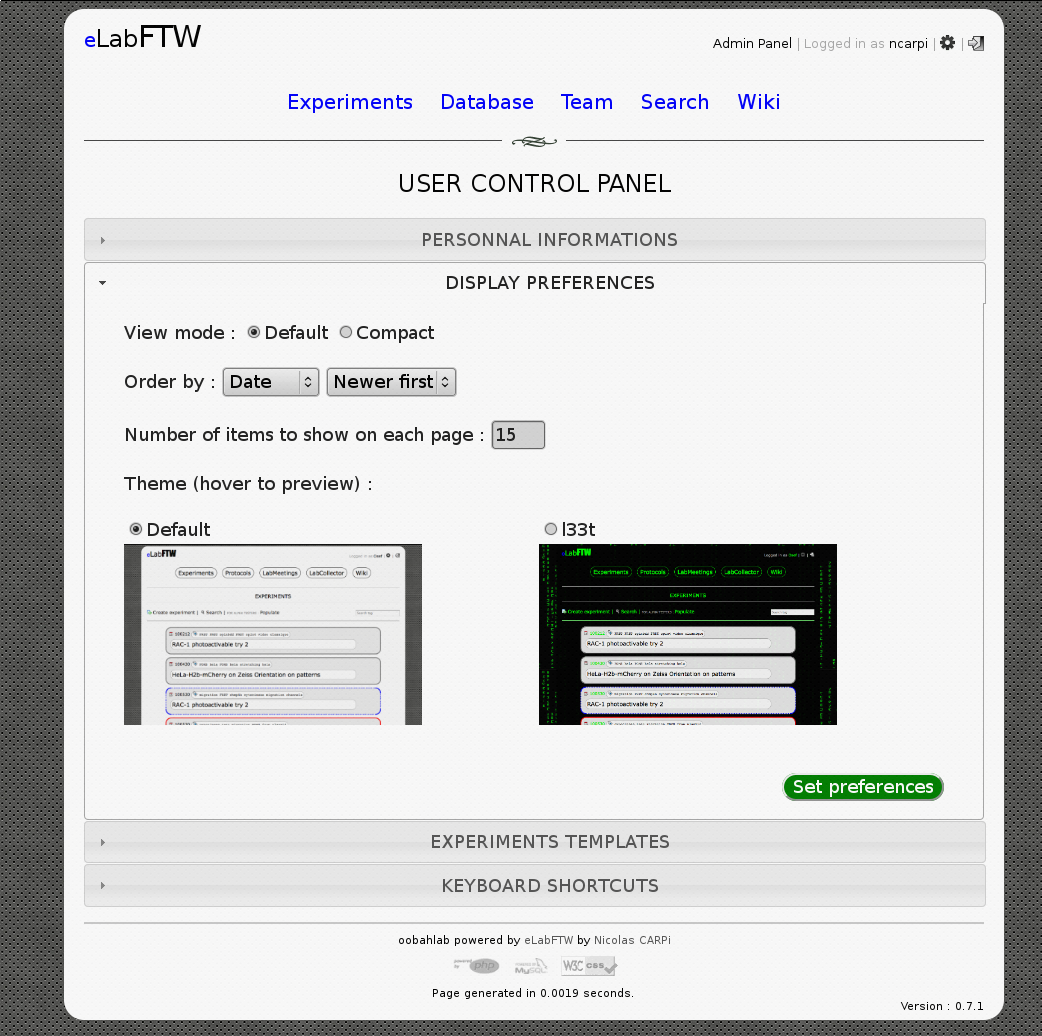 eLabFTW
Admin Panel | Logged in as ncarpi | |
Experiments Database Team Search Wiki
USER CONTROL PANEL
PERSONNAL INFORMATIONS
DISPLAY PREFERENCES
View mode : Default Compact
Order by : Date Newer first
Number of items to show on each page : 15
Theme (hover to preview) :
Default l33t
eLabFTW
Experiments Protocols LabMeetings LabCollector Wiki
EXPERIMENTS
Create experiment | Search | Populate
RAC-1 photoactivable try 2
HeLa-H2b-mCherry on Zeiss Orientation on patterns
RAC-1 photoactivable try 2
eLabFTW
Experiments Protocols LabMeetings LabCollector Wiki
EXPERIMENTS
Create experiment | Search | Populate
RAC-1 photoactivable try 2
HeLa-H2b-mCherry on Zeiss Orientation on patterns
RAC-1 photoactivable try 2
Set preferences
EXPERIMENTS TEMPLATES
KEYBOARD SHORTCUTS
oobahlab powered by eLabFTW by Nicolas CARPi
powered by php MySQL W3C css
Page generated in 0.0019 seconds.
Version : 0.7.1